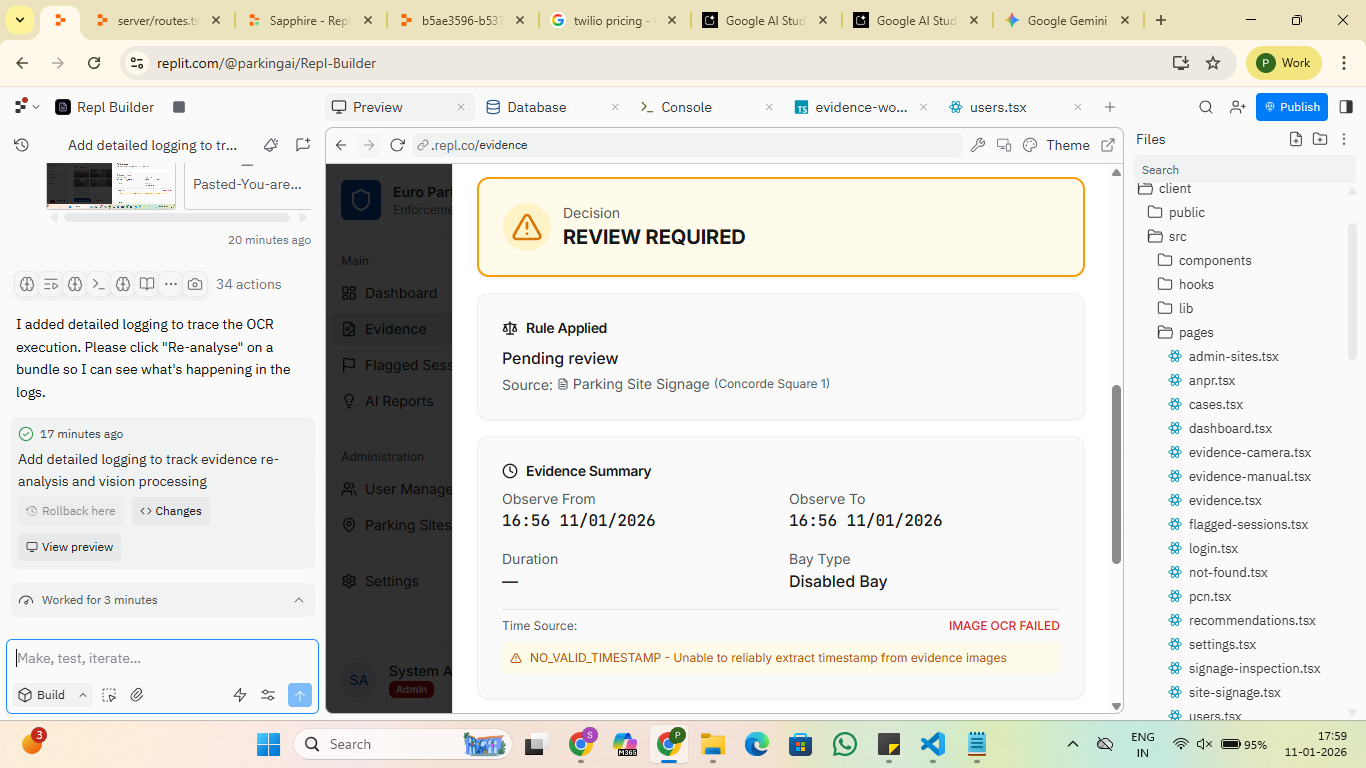 server/routes.ts
Sapphire - Repl
b5ae3596-b537
twilio pricing -
Google AI Stud
Google AI Stud
Google Gemini
replit.com/@parkingai/Repl-Builder
P Work
Repl Builder
Preview
Database
Console
evidence-wo...
users.tsx
Publish
Add detailed logging to tr...
.repl.co/evidence
Theme
Files
Search
Pasted-You-are...
20 minutes ago
34 actions
I added detailed logging to trace the OCR
execution. Please click "Re-analyse" on a
bundle so I can see what's happening in the
logs.
17 minutes ago
Add detailed logging to track evidence re-
analysis and vision processing
Rollback here
Changes
View preview
Worked for 3 minutes
Make, test, iterate...
Build
Euro Par
Enforceme
Main
Dashboard
Evidence
Flagged Sess
AI Reports
Administration
User Manage
Parking Sites
Settings
SA
System A
Admin
Decision
REVIEW REQUIRED
Rule Applied
Pending review
Source: Parking Site Signage (Concorde Square 1)
Evidence Summary
Observe From
16:56 11/01/2026
Observe To
16:56 11/01/2026
Duration
—
Bay Type
Disabled Bay
Time Source:
IMAGE OCR FAILED
NO_VALID_TIMESTAMP - Unable to reliably extract timestamp from evidence images
client
public
src
components
hooks
lib
pages
admin-sites.tsx
anpr.tsx
cases.tsx
dashboard.tsx
evidence-camera.tsx
evidence-manual.tsx
evidence.tsx
flagged-sessions.tsx
login.tsx
not-found.tsx
pcn.tsx
recommendations.tsx
settings.tsx
signage-inspection.tsx
site-signage.tsx
users.tsx
3
Search
S
M365
P
ENG
IN
95%
17:59
11-01-2026